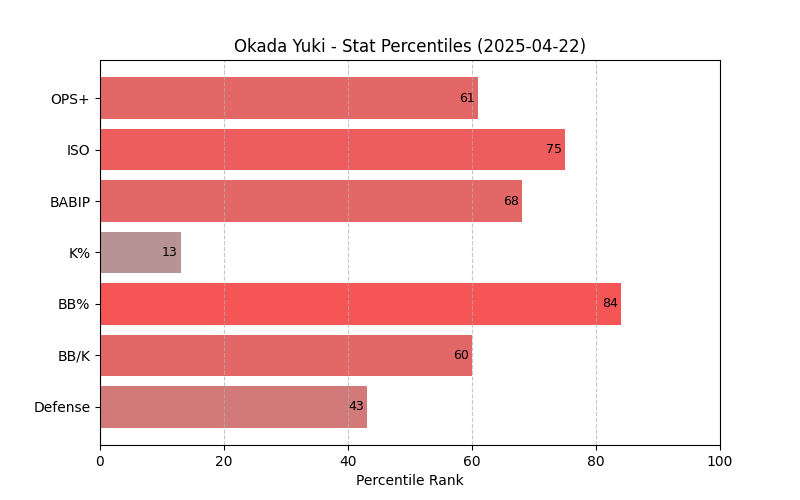 Okada Yuki - Stat Percentiles (2025-04-22)
OPS+ 61
ISO 75
BABIP 68
K% 13
BB% 84
BB/K 60
Defense 43
0 20 40 60 80 100
Percentile Rank